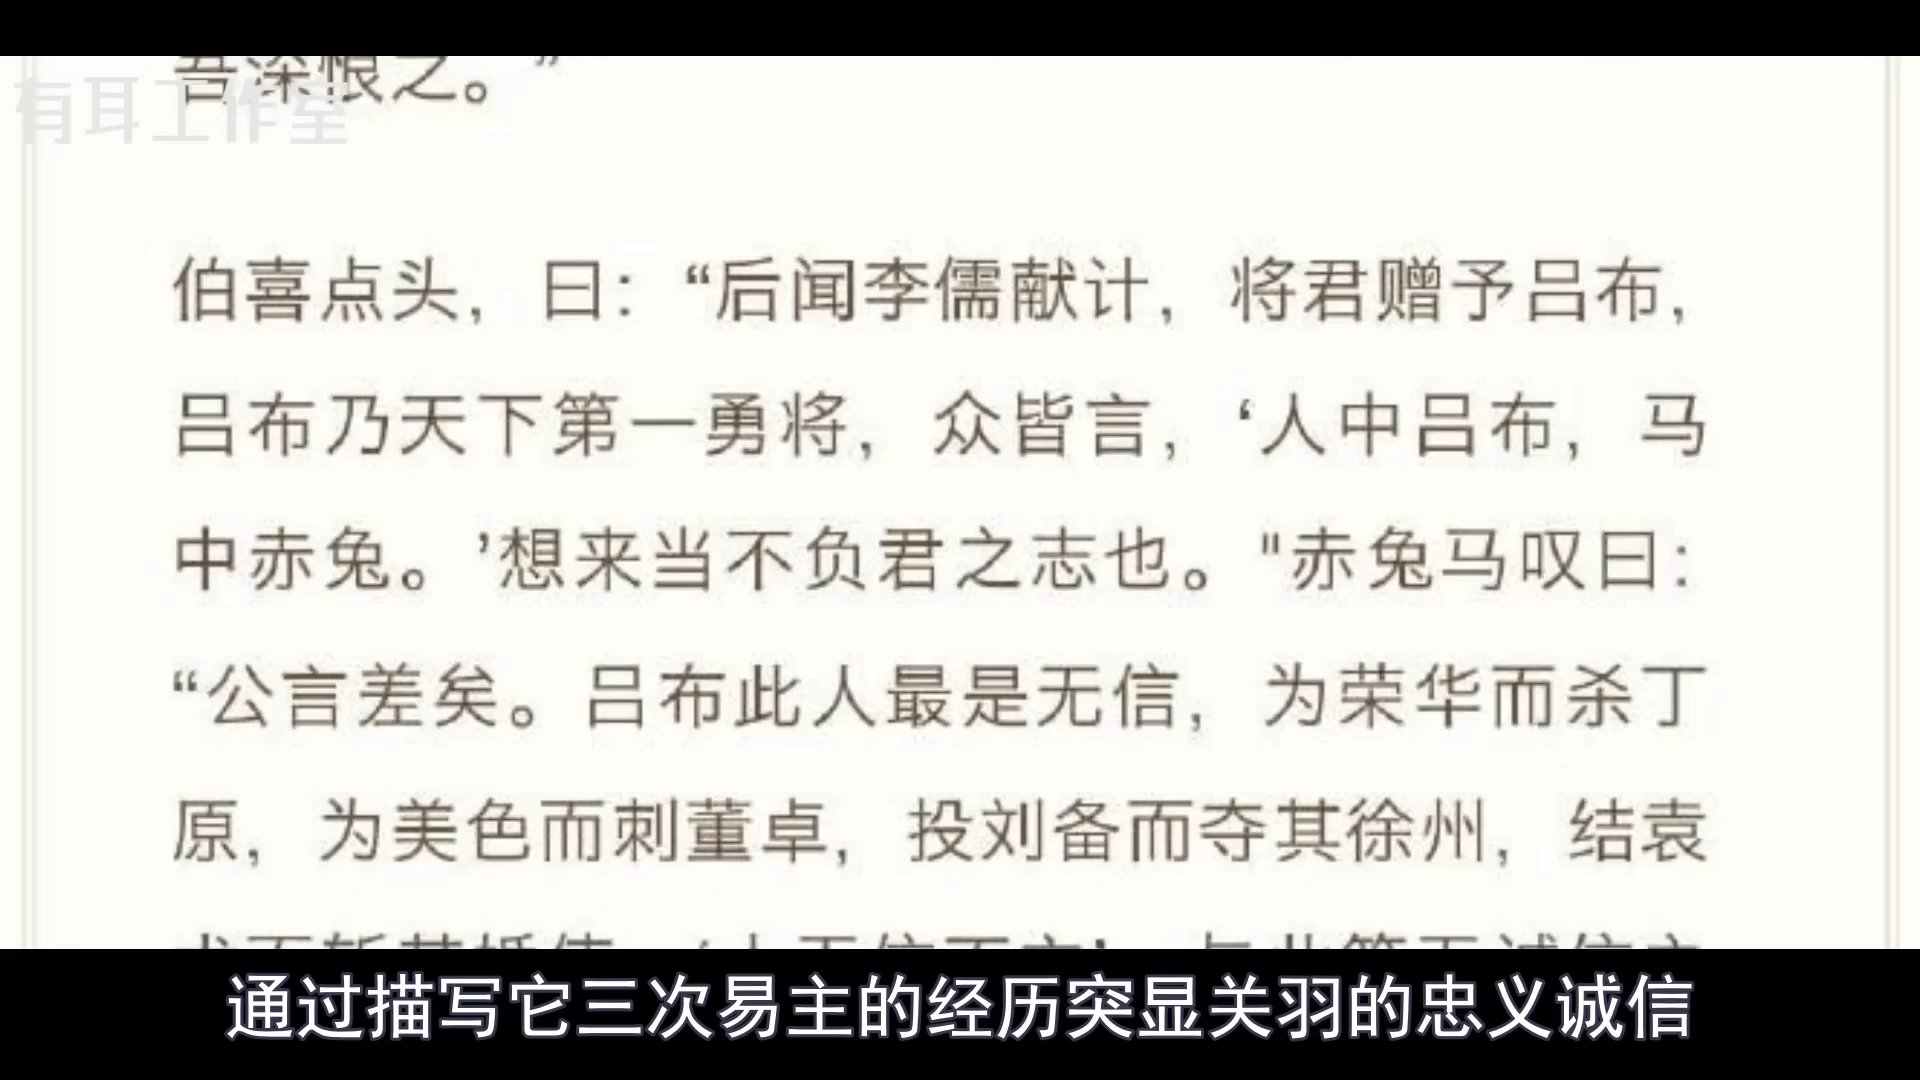 吾深恨之。”
有耳工作室
伯喜点头，曰：“后闻李儒献计，将君赠予吕布，
吕布乃天下第一勇将，众皆言，‘人中吕布，马
中赤兔。’想来当不负君之志也。"赤兔马叹曰：
“公言差矣。吕布此人最是无信，为荣华而杀丁
原，为美色而刺董卓，投刘备而夺其徐州，结袁
通过描写它三次易主的经历突显关羽的忠义诚信